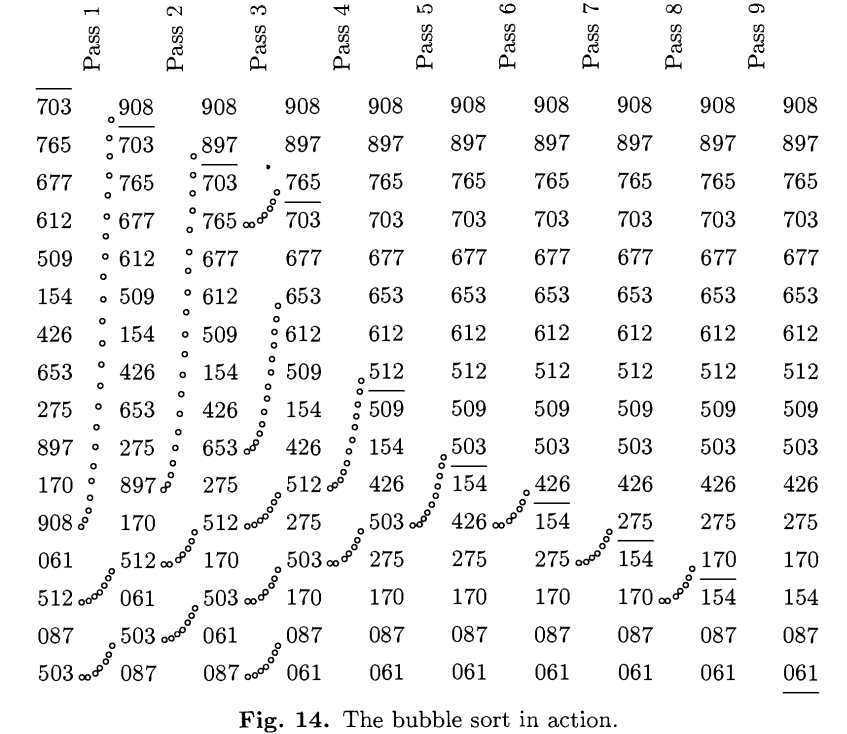 Pass 1 Pass 2 Pass 3 Pass 4 Pass 5 Pass 6 Pass 7 Pass 8 Pass 9
703 908 908 908 908 908 908 908 908 908
765 703 897 897 897 897 897 897 897 897
677 765 703 765 765 765 765 765 765 765
612 677 765 703 703 703 703 703 703 703
509 612 677 677 677 677 677 677 677 677
154 509 612 653 653 653 653 653 653 653
426 154 509 612 612 612 612 612 612 612
653 426 154 509 512 512 512 512 512 512
275 653 426 154 509 509 509 509 509 509
897 275 653 426 154 503 503 503 503 503
170 897 275 512 426 154 426 426 426 426
908 170 512 275 503 426 154 275 275 275
061 512 170 503 275 275 275 154 170 170
512 061 503 170 170 170 170 170 154 154
087 503 061 087 087 087 087 087 087 087
503 087 087 061 061 061 061 061 061 061
Fig. 14. The bubble sort in action.